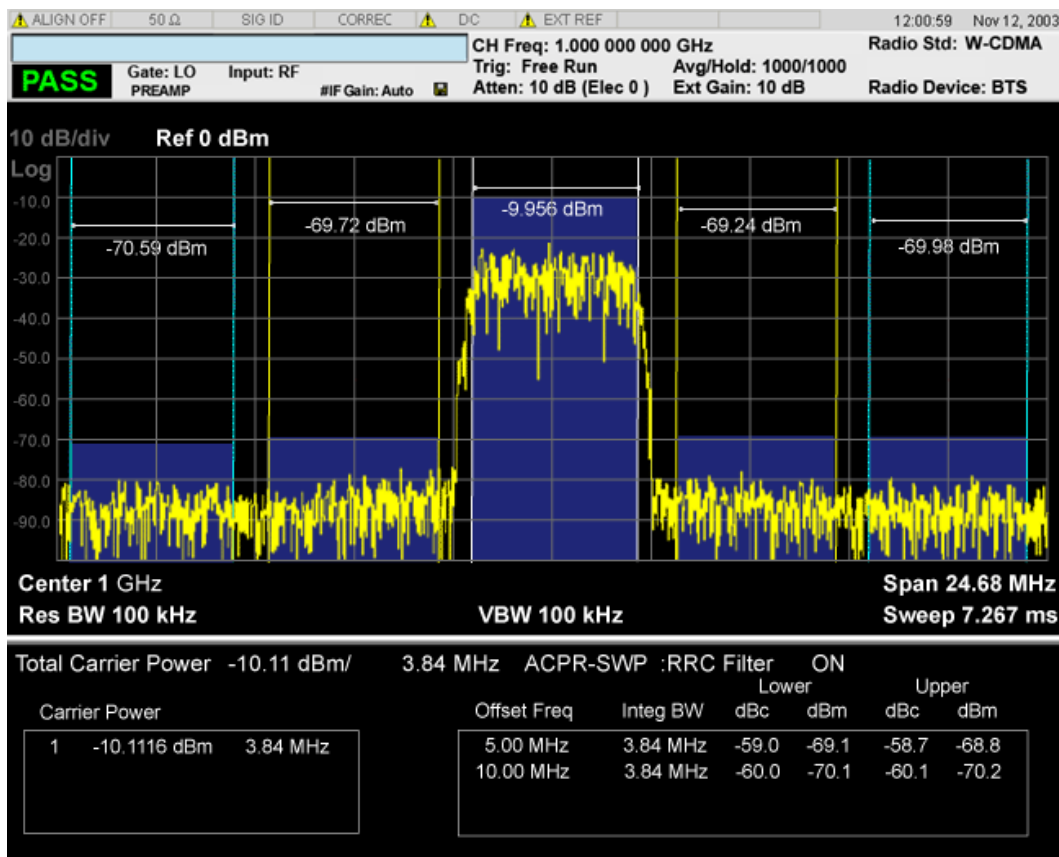 ALIGN OFF 50 Ω SIG ID CORREC DC EXT REF 12:00:59 Nov 12, 2003
CH Freq: 1.000 000 000 GHz Radio Std: W-CDMA
PASS Gate: LO Input: RF Trig: Free Run Avg/Hold: 1000/1000
PREAMP #IF Gain: Auto Atten: 10 dB (Elec 0 ) Ext Gain: 10 dB Radio Device: BTS
10 dB/div Ref 0 dBm
Log
-10.0
-9.956 dBm
-69.72 dBm
-69.24 dBm
-20.0
-70.59 dBm
-69.98 dBm
-30.0
-40.0
-50.0
-60.0
-70.0
-80.0
-90.0
Center 1 GHz Span 24.68 MHz
Res BW 100 kHz VBW 100 kHz Sweep 7.267 ms
Total Carrier Power -10.11 dBm/ 3.84 MHz ACPR-SWP :RRC Filter ON
Lower Upper
Carrier Power Offset Freq Integ BW dBc dBm dBc dBm
1 -10.1116 dBm 3.84 MHz 5.00 MHz 3.84 MHz -59.0 -69.1 -58.7 -68.8
10.00 MHz 3.84 MHz -60.0 -70.1 -60.1 -70.2